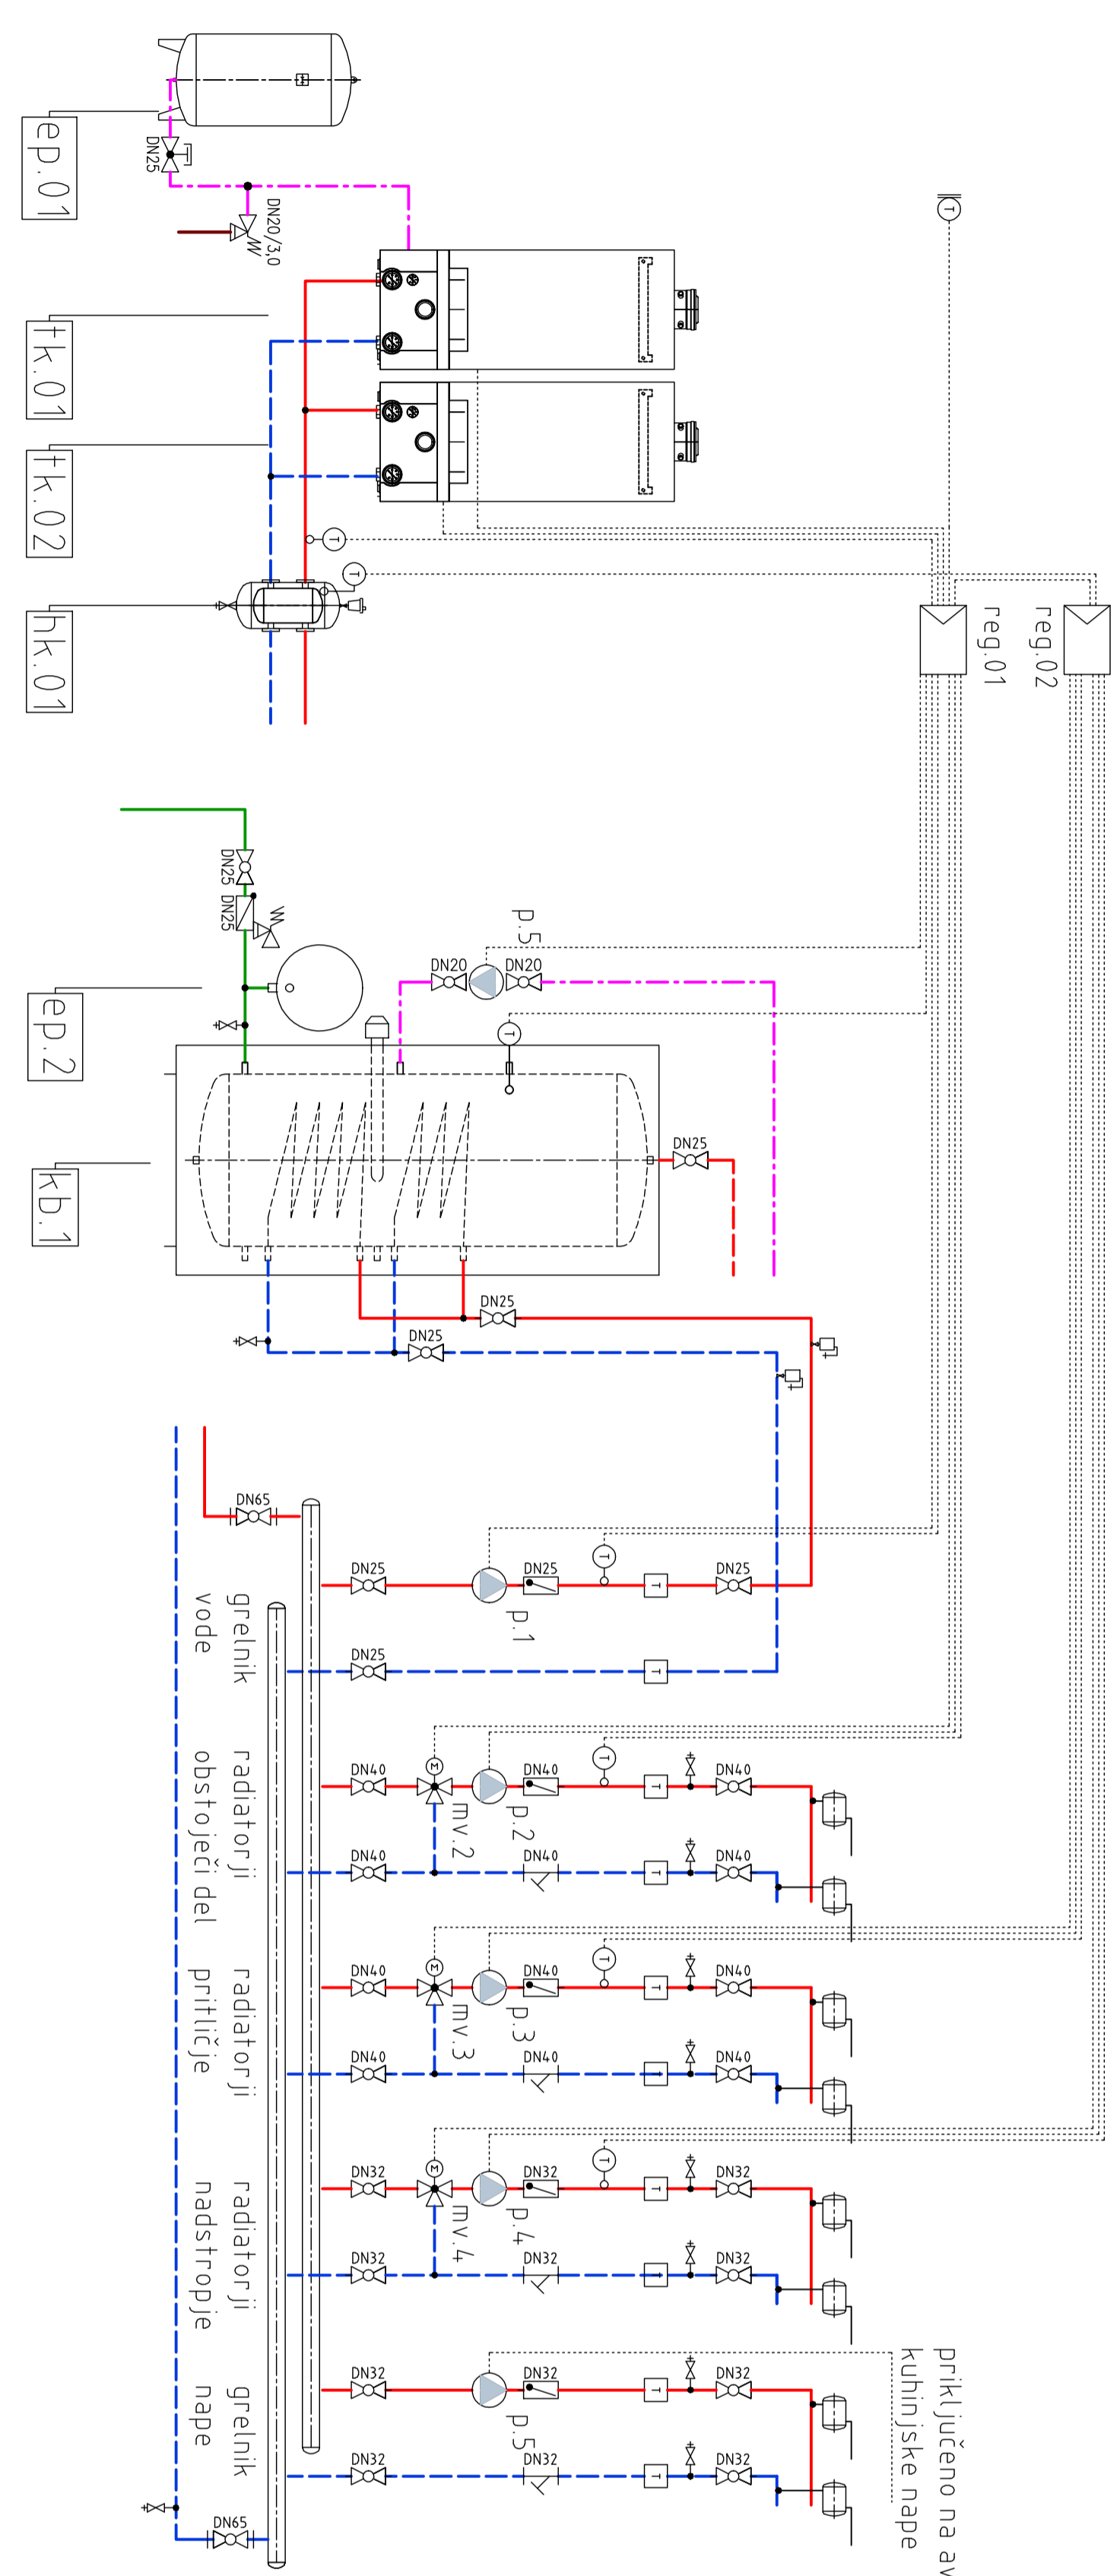 ep.01
DN25
DN20/3,0
T
tk.01
tk.02
T
T
hk.01
reg.01
reg.02
DN25
DN25
p.5
DN20
DN20
T
ep.2
kb.1
DN25
DN25
DN25
DN65
DN25
DN25
DN25
T
T
p.1
grelnik
vode
DN25
T
DN40
M
mv.2
p.2
DN40
T
T
DN40
radiatorji
obstoječi del
DN40
DN40
T
DN40
DN40
M
mv.3
p.3
DN40
T
T
DN40
radiatorji
pritličje
DN40
DN40
T
DN40
DN32
M
mv.4
p.4
DN32
T
T
DN32
radiatorji
nadstropje
DN32
DN32
T
DN32
DN32
p.5
DN32
T
DN32
grelnik
nape
DN32
DN32
T
DN32
DN65
priključeno na av
kuhinjske nape